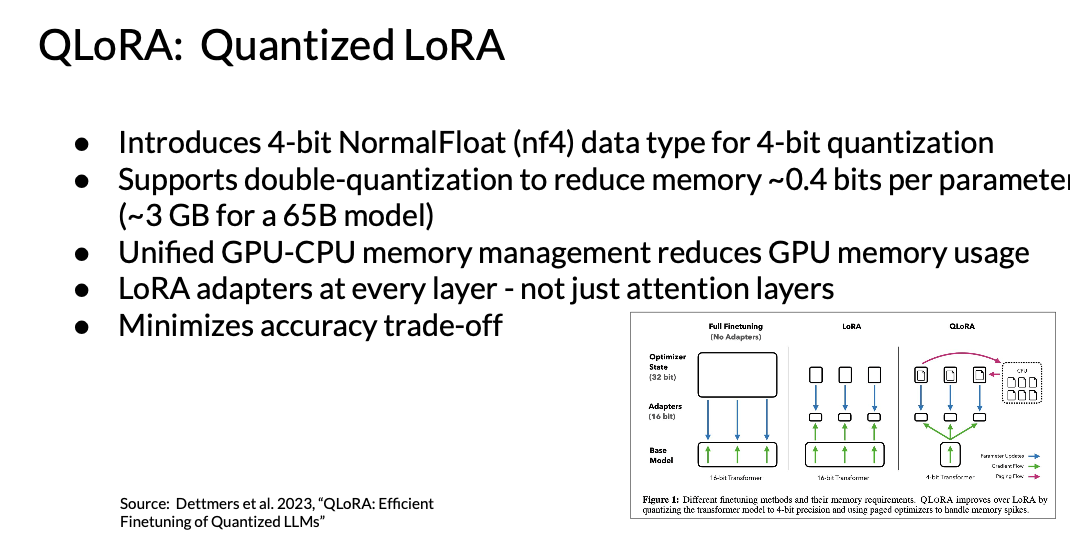 QLoRA: Quantized LoRA
● Introduces 4-bit NormalFloat (nf4) data type for 4-bit quantization
● Supports double-quantization to reduce memory ~0.4 bits per parameter
(~3 GB for a 65B model)
● Unified GPU-CPU memory management reduces GPU memory usage
● LoRA adapters at every layer - not just attention layers
● Minimizes accuracy trade-off
Full Finetuning
(No Adapters)
LoRA
QLoRA
Optimizer
State
(32 bit)
CPU
Adapters
(16 bit)
Base
Model
Parameter Updates
Gradient Flow
Paging Flow
16-bit Transformer
16-bit Transformer
4-bit Transformer
Figure 1: Different finetuning methods and their memory requirements. QLORA improves over LoRA by
quantizing the transformer model to 4-bit precision and using paged optimizers to handle memory spikes.
Source: Dettmers et al. 2023, “QLoRA: Efficient
Finetuning of Quantized LLMs”